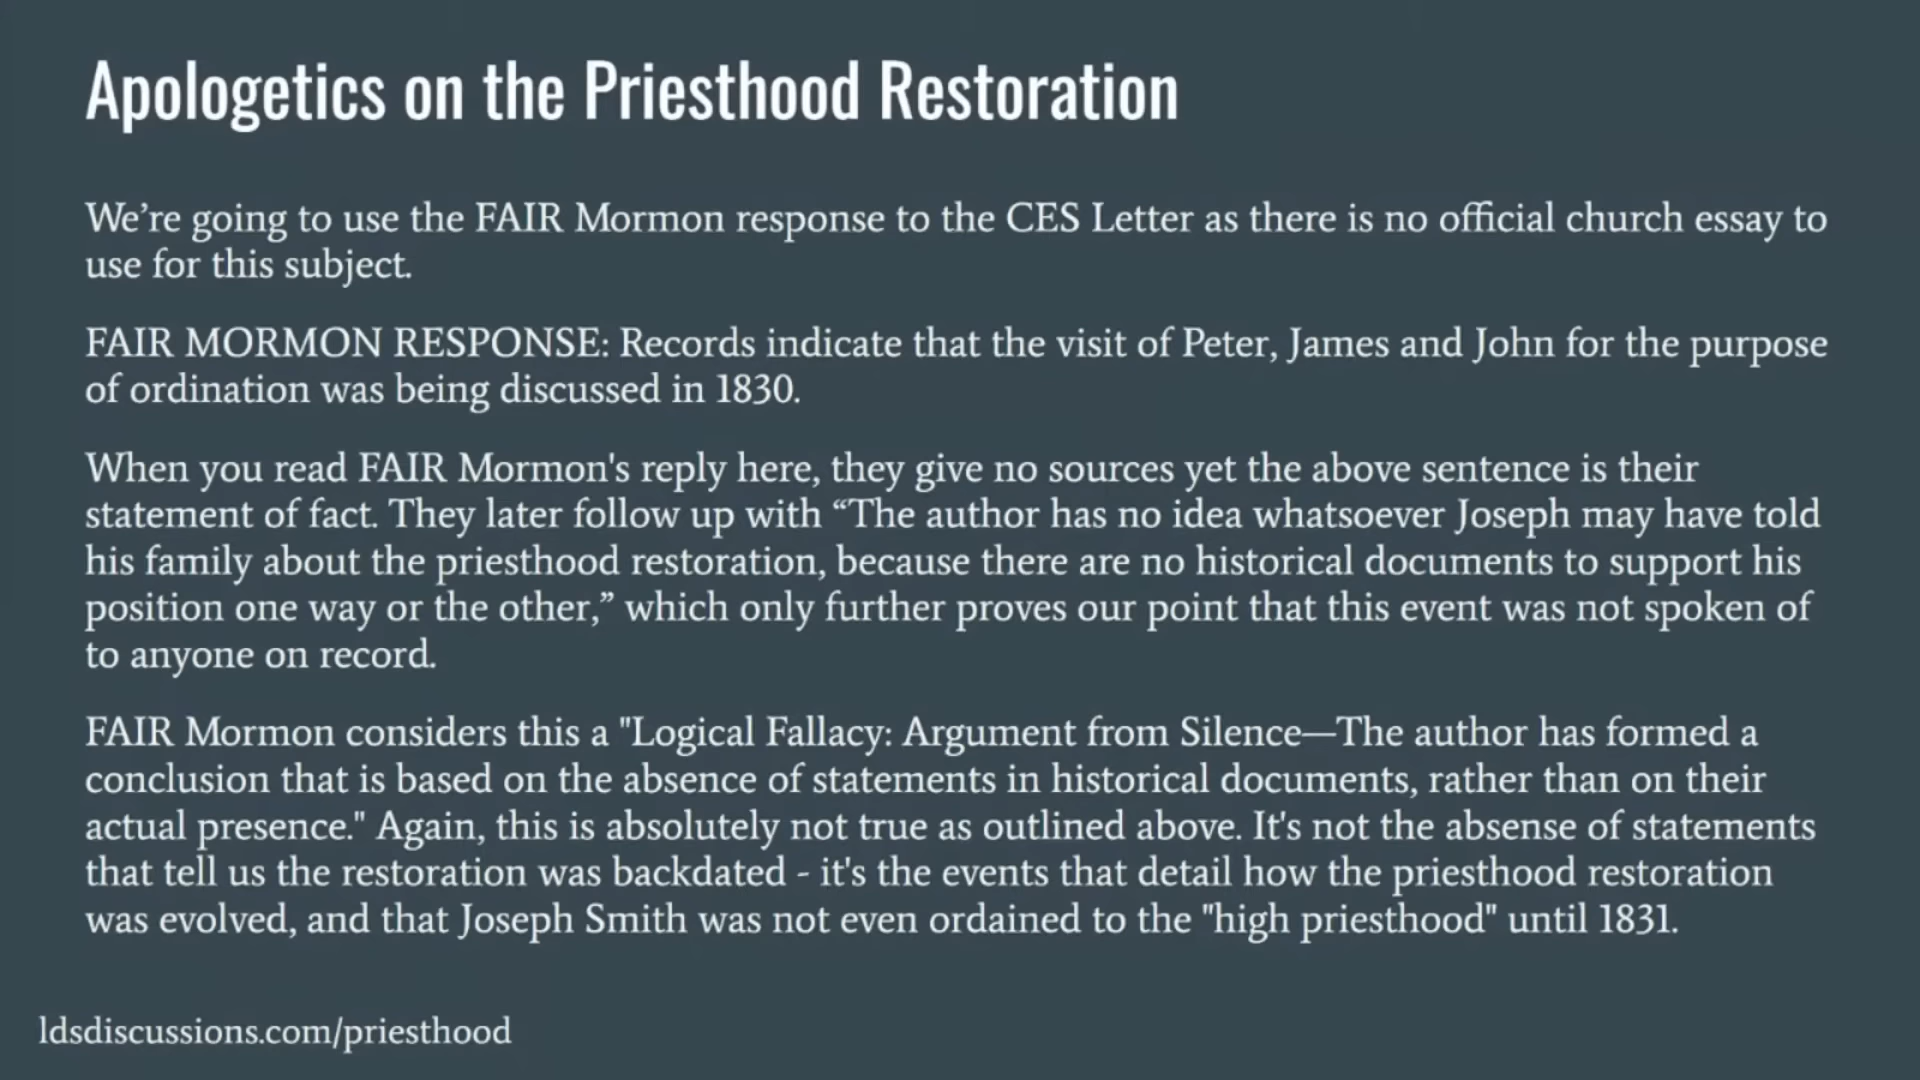 Apologetics on the Priesthood Restoration
We’re going to use the FAIR Mormon response to the CES Letter as there is no official church essay to
use for this subject.
FAIR MORMON RESPONSE: Records indicate that the visit of Peter, James and John for the purpose
of ordination was being discussed in 1830.
When you read FAIR Mormon's reply here, they give no sources yet the above sentence is their
statement of fact. They later follow up with “The author has no idea whatsoever Joseph may have told
his family about the priesthood restoration, because there are no historical documents to support his
position one way or the other,” which only further proves our point that this event was not spoken of
to anyone on record.
FAIR Mormon considers this a "Logical Fallacy: Argument from Silence—The author has formed a
conclusion that is based on the absence of statements in historical documents, rather than on their
actual presence." Again, this is absolutely not true as outlined above. It's not the absense of statements
that tell us the restoration was backdated - it's the events that detail how the priesthood restoration
was evolved, and that Joseph Smith was not even ordained to the "high priesthood" until 1831.
ldsdiscussions.com/priesthood